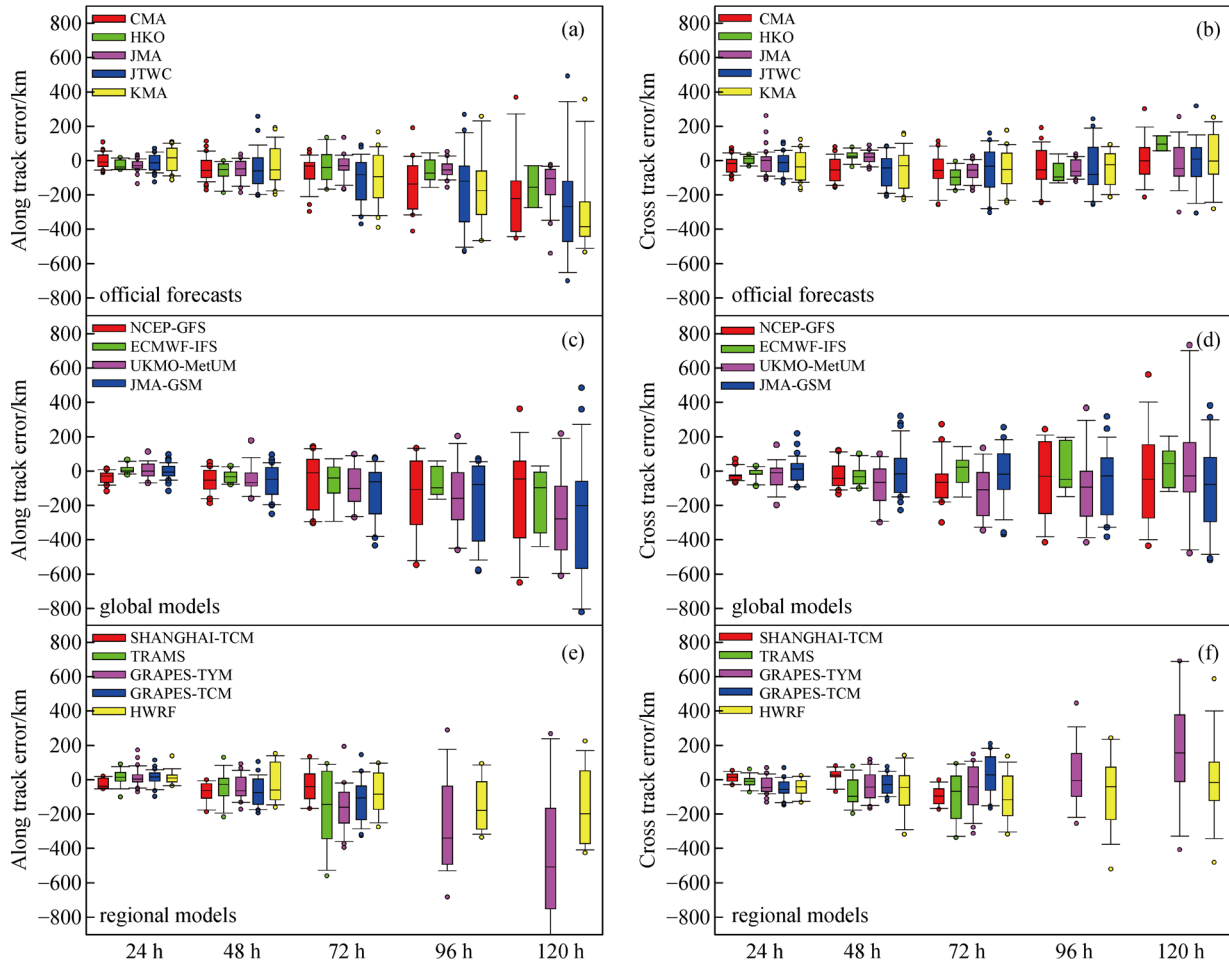 800
600
400
200
0
−200
−400
−600
−800
Along track error/km
CMA
HKO
JMA
JTWC
KMA
(a)
official forecasts
800
600
400
200
0
−200
−400
−600
−800
Cross track error/km
CMA
HKO
JMA
JTWC
KMA
(b)
official forecasts
800
600
400
200
0
−200
−400
−600
−800
Along track error/km
NCEP-GFS
ECMWF-IFS
UKMO-MetUM
JMA-GSM
(c)
global models
800
600
400
200
0
−200
−400
−600
−800
Cross track error/km
NCEP-GFS
ECMWF-IFS
UKMO-MetUM
JMA-GSM
(d)
global models
800
600
400
200
0
−200
−400
−600
−800
Along track error/km
SHANGHAI-TCM
TRAMS
GRAPES-TYM
GRAPES-TCM
HWRF
(e)
regional models
24 h 48 h 72 h 96 h 120 h
800
600
400
200
0
−200
−400
−600
−800
Cross track error/km
SHANGHAI-TCM
TRAMS
GRAPES-TYM
GRAPES-TCM
HWRF
(f)
regional models
24 h 48 h 72 h 96 h 120 h